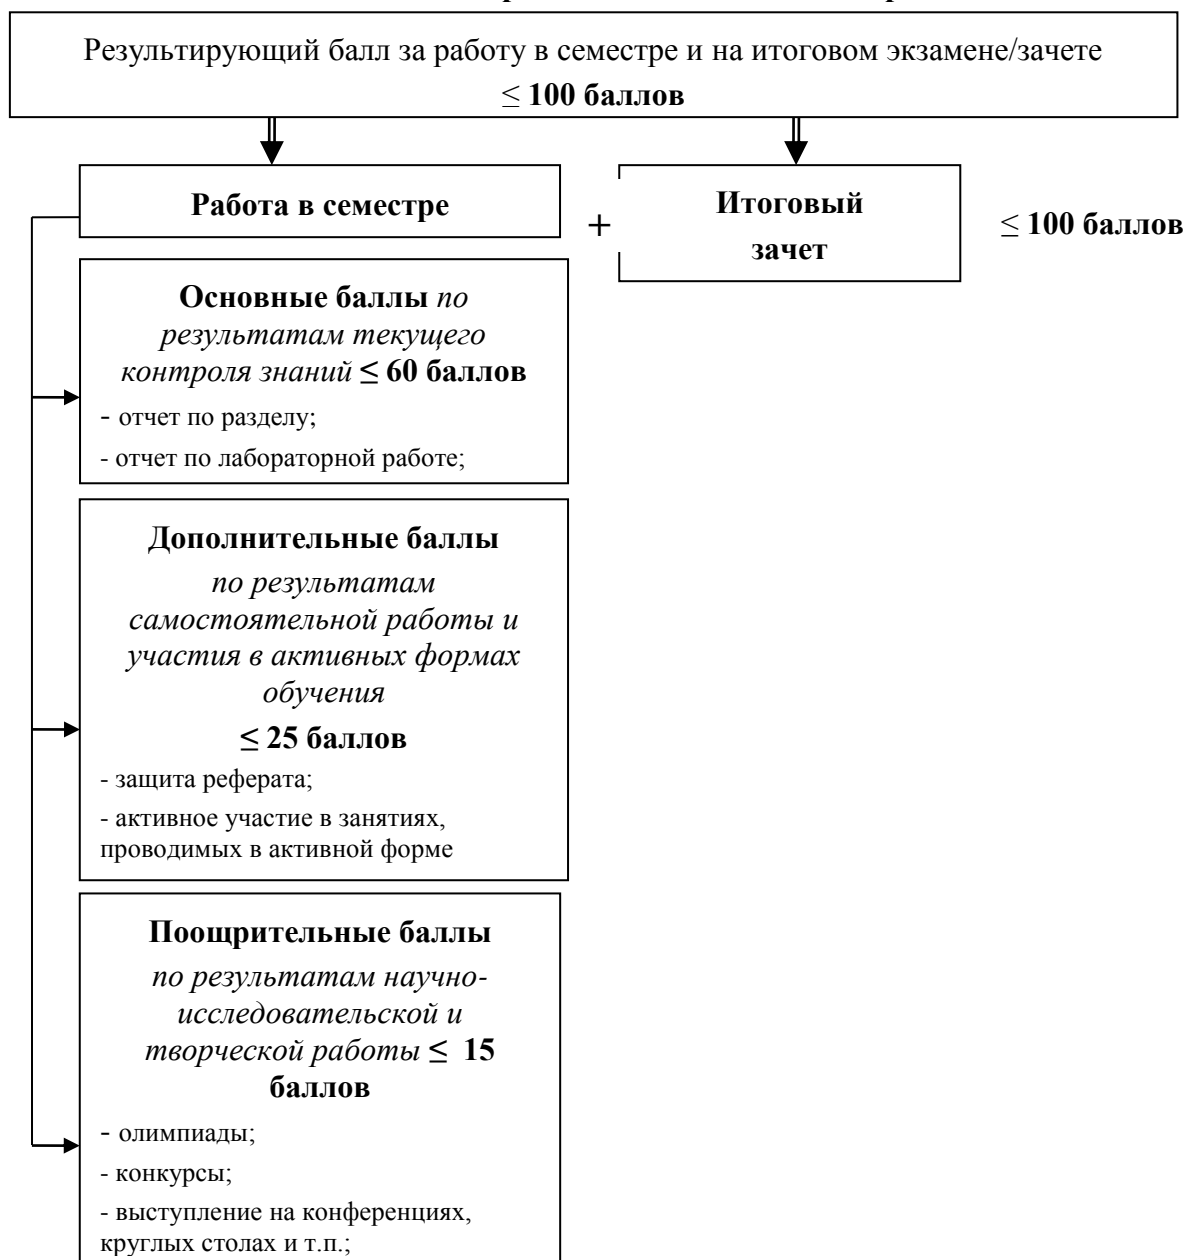 Результирующий балл за работу в семестре и на итоговом экзамене/зачете
≤ 100 баллов
Работа в семестре
+
Итоговый
зачет
≤ 100 баллов
Основные баллы по
результатам текущего
контроля знаний ≤ 60 баллов
- отчет по разделу;
- отчет по лабораторной работе;
Дополнительные баллы
по результатам
самостоятельной работы и
участия в активных формах
обучения
≤ 25 баллов
- защита реферата;
- активное участие в занятиях,
проводимых в активной форме
Поощрительные баллы
по результатам научно-
исследовательской и
творческой работы ≤ 15
баллов
- олимпиады;
- конкурсы;
- выступление на конференциях,
круглых столах и т.п.;